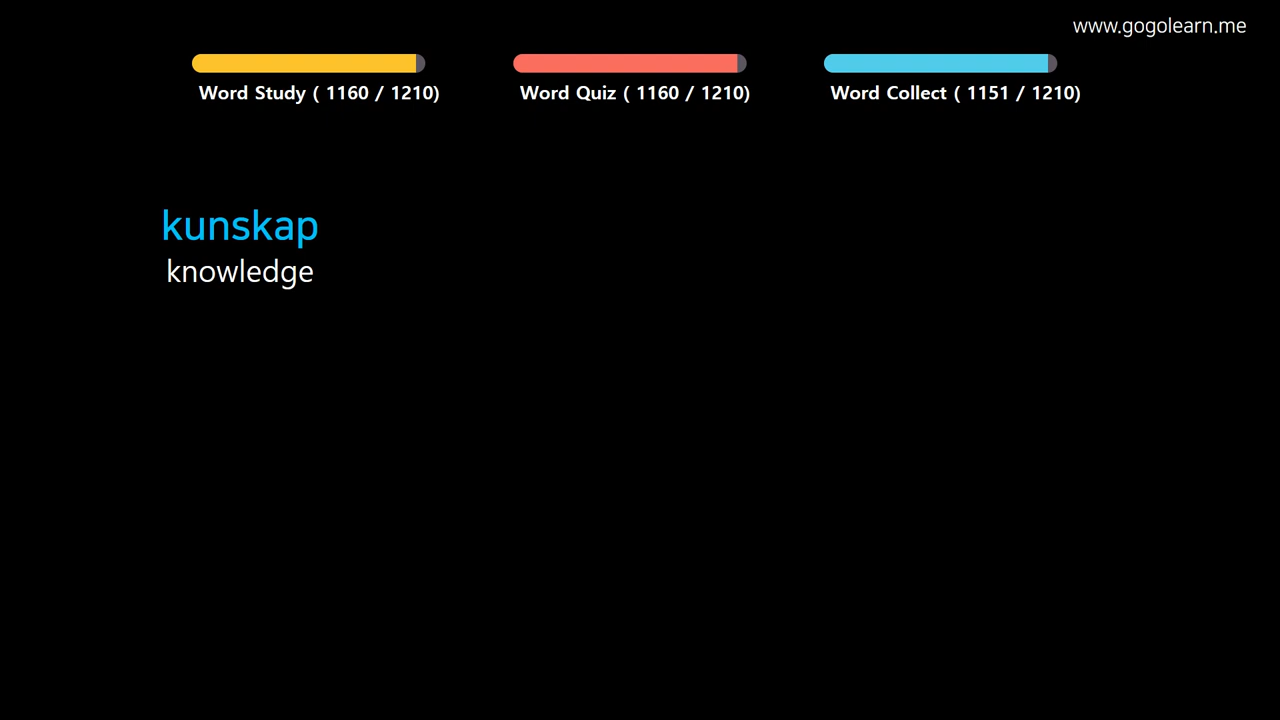 www.gogolearn.me
Word Study ( 1160 / 1210)
Word Quiz ( 1160 / 1210)
Word Collect ( 1151 / 1210)
kunskap
knowledge